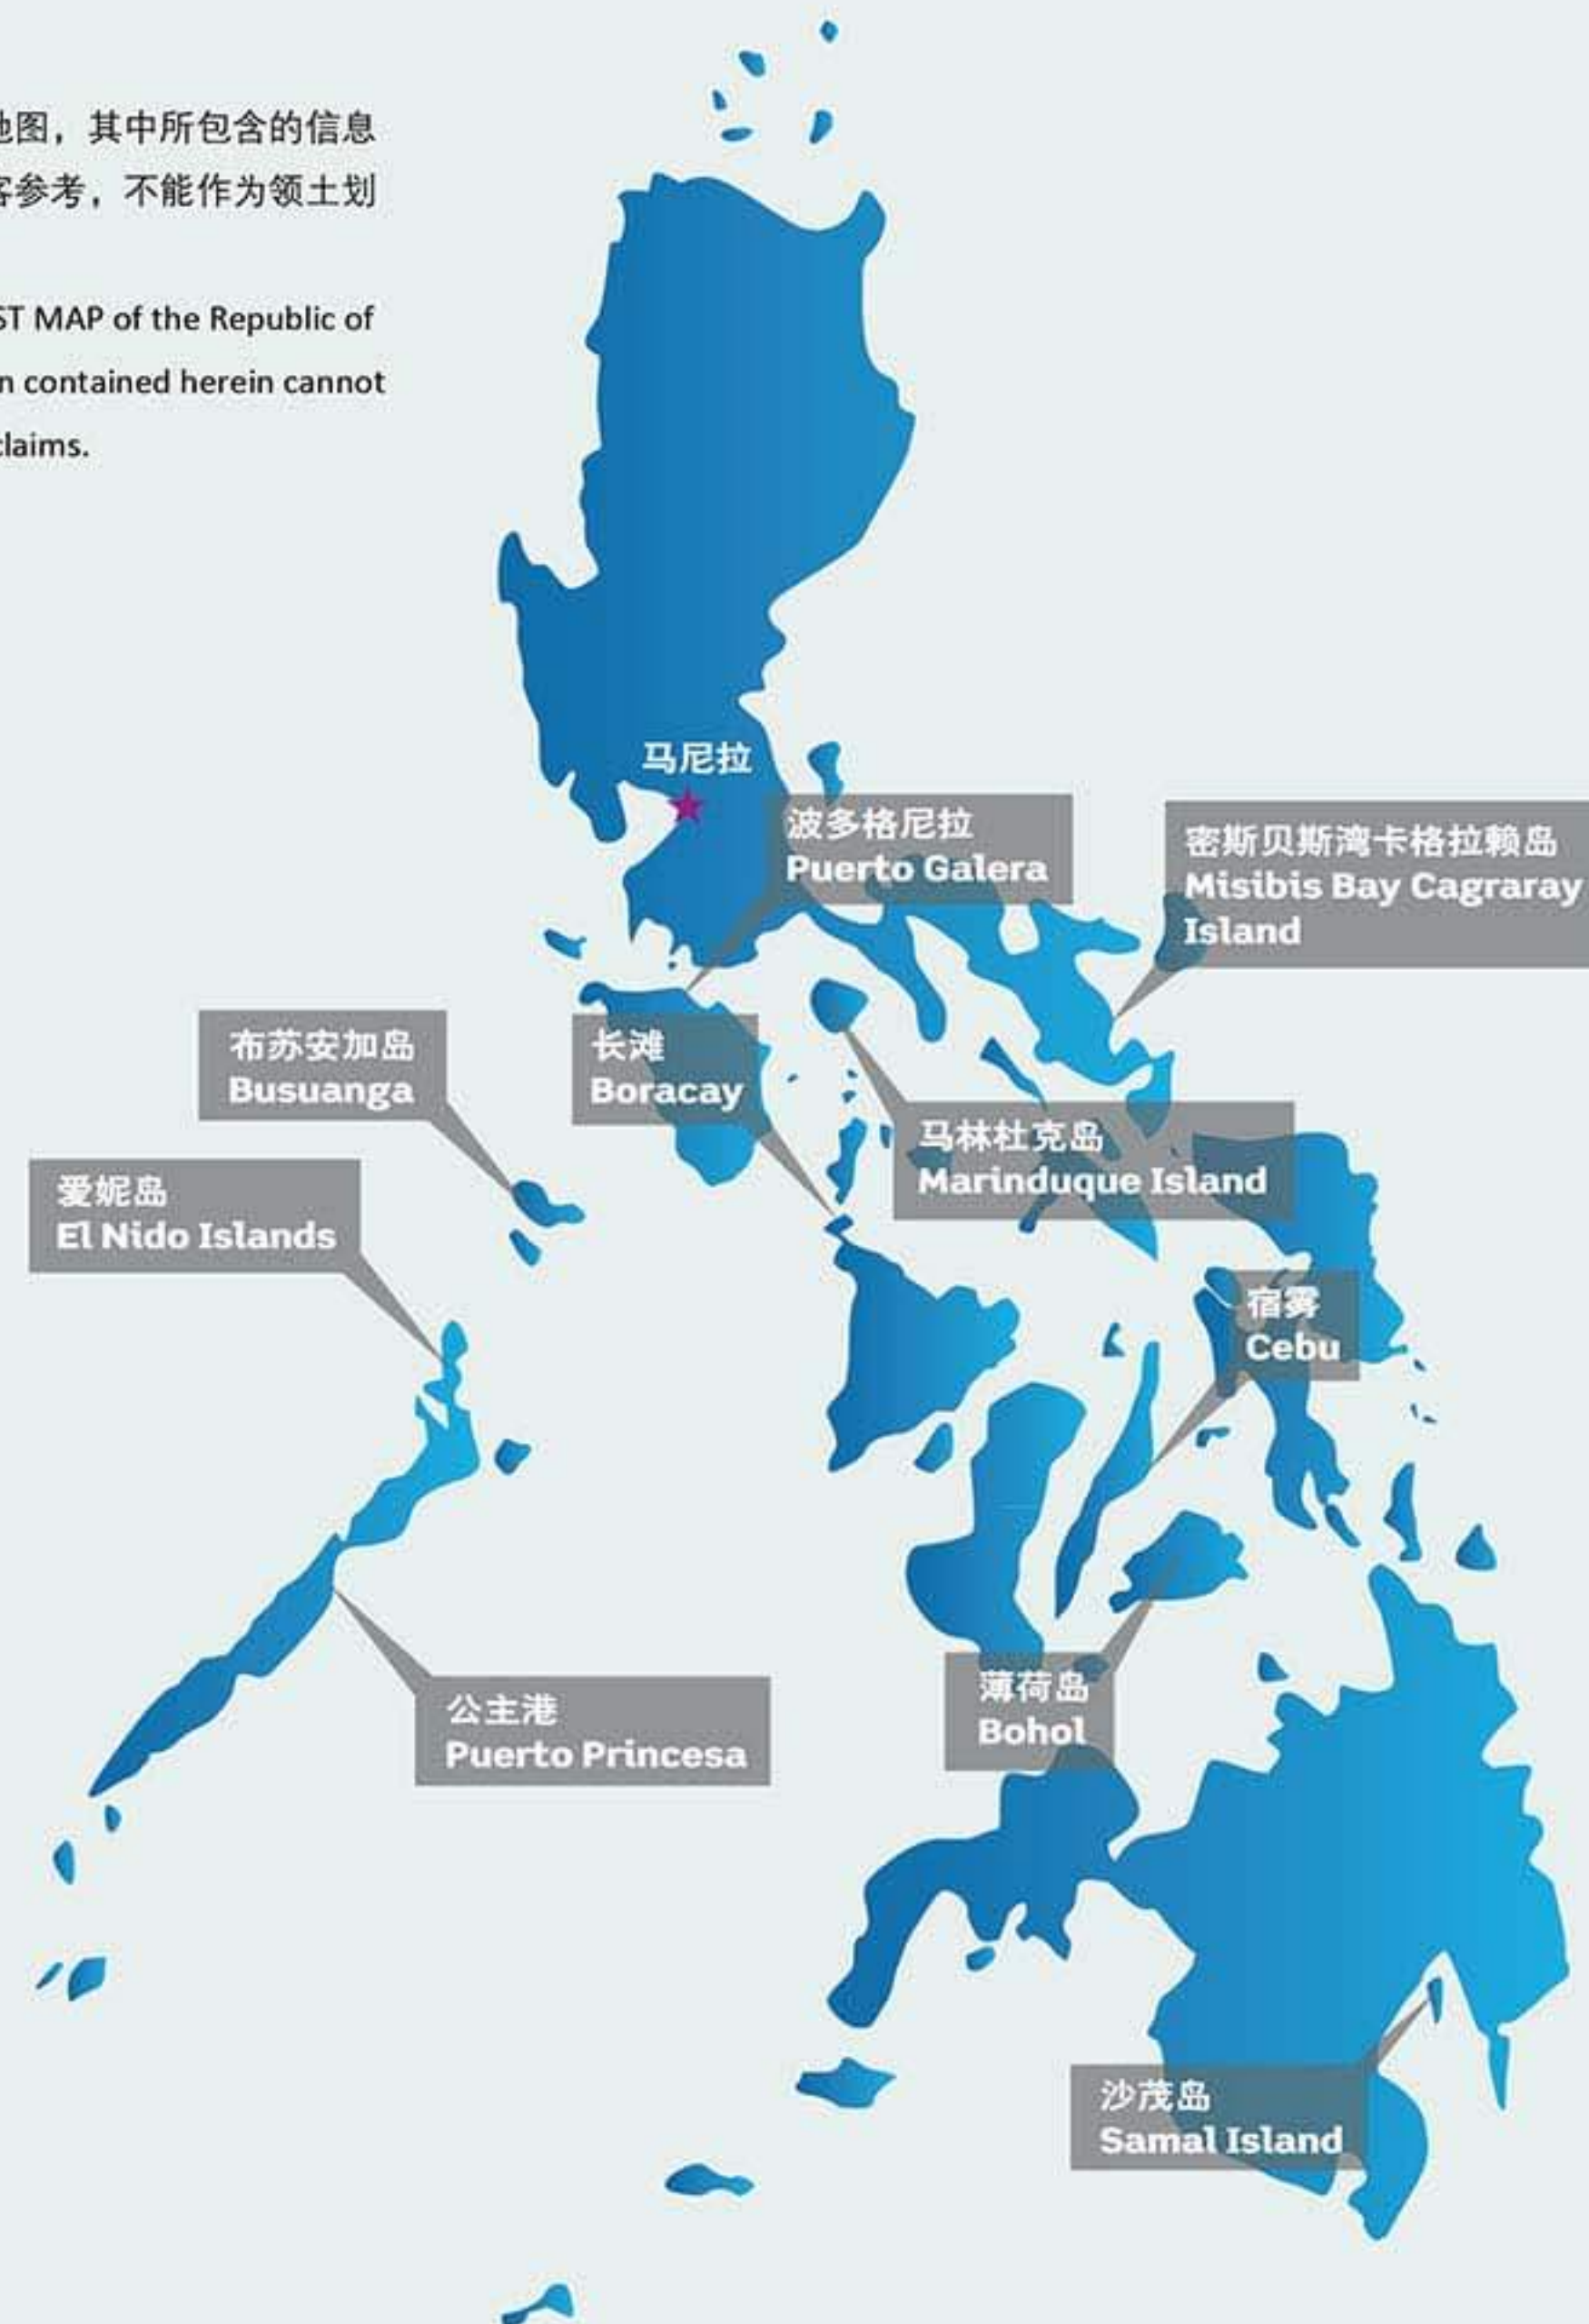 地图，其中所包含的信息
客参考，不能作为领土划
ST MAP of the Republic of
n contained herein cannot
claims.
马尼拉
波多格尼拉
Puerto Galera
密斯贝斯湾卡格拉赖岛
Misibis Bay Cagraray
Island
布苏安加岛
Busuanga
长滩
Boracay
马林杜克岛
Marinduque Island
爱妮岛
El Nido Islands
宿雾
Cebu
公主港
Puerto Princesa
薄荷岛
Bohol
沙茂岛
Samal Island